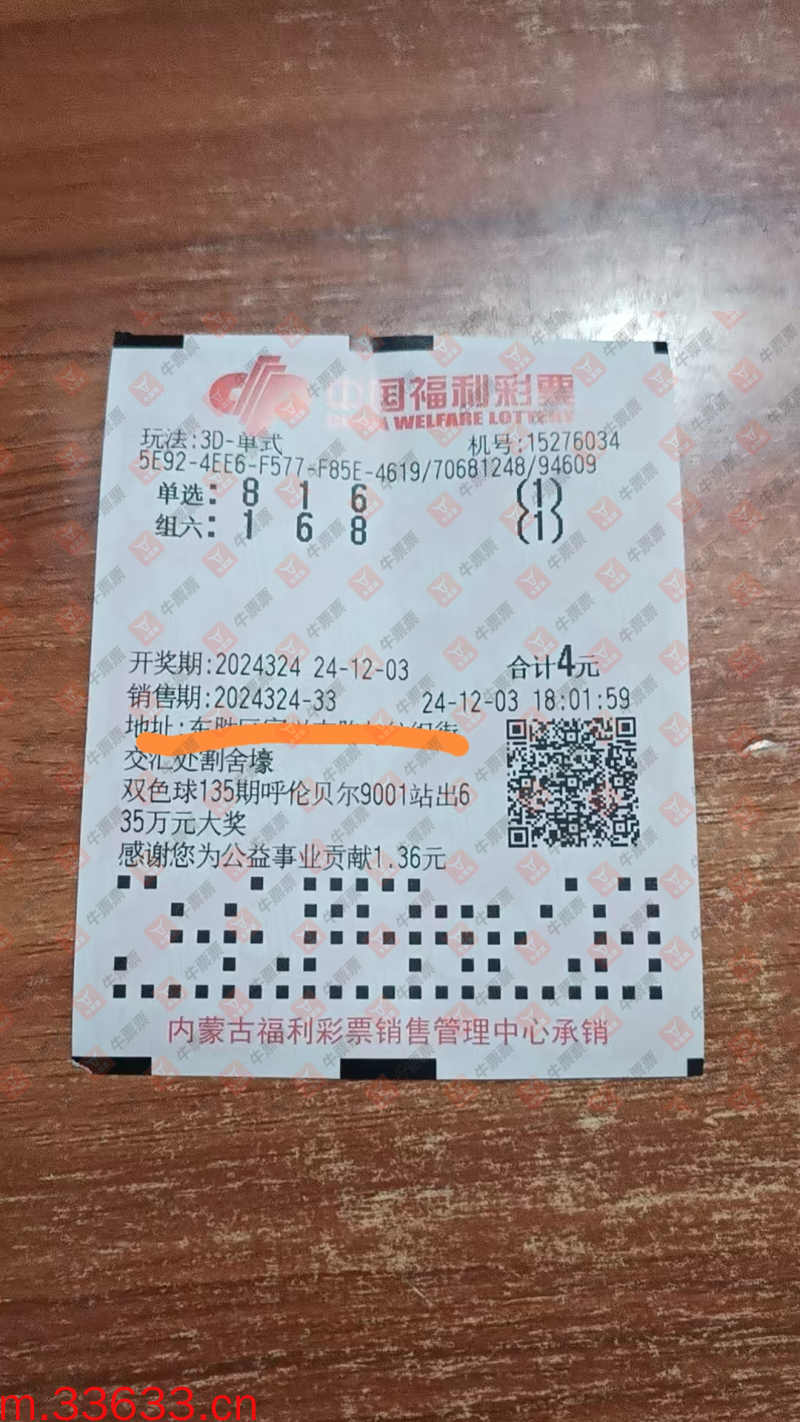 中国福利彩票
CHINA WELFARE LOTTERY
玩法:3D-单式 机号:15276034
5E92-4EE6-F577-F85E-4619/70681248/94609
单选: 8 1 6 (1)
组六: 1 6 8 (1)
开奖期:2024324 24-12-03 合计4元
销售期:2024324-33 24-12-03 18:01:59
地址:东胜区
交汇处割舍壕
双色球135期呼伦贝尔9001站出6
35万元大奖
感谢您为公益事业贡献1.36元
内蒙古福利彩票销售管理中心承销
牛票票
m.33633.cn